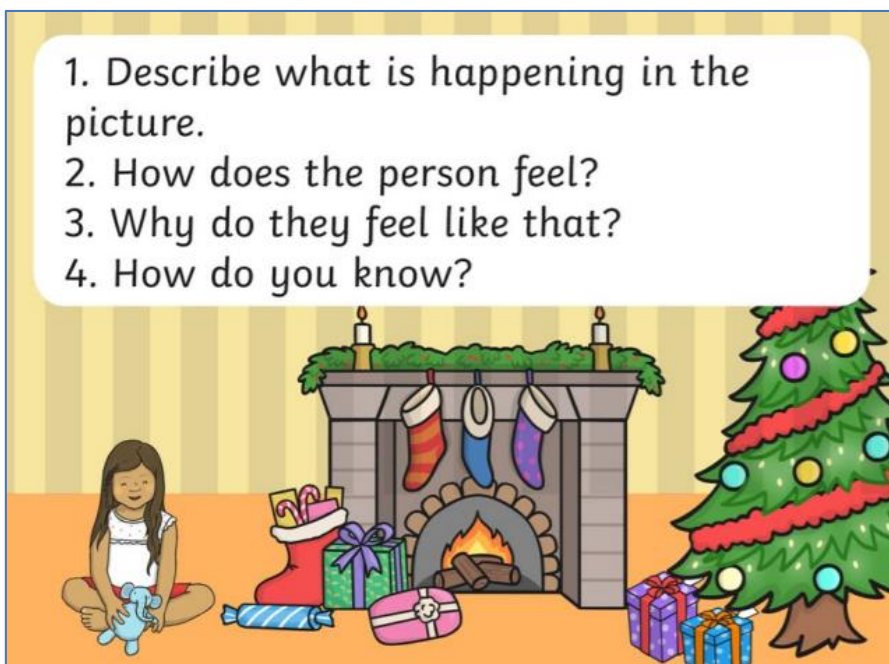 1. Describe what is happening in the
picture.
2. How does the person feel?
3. Why do they feel like that?
4. How do you know?